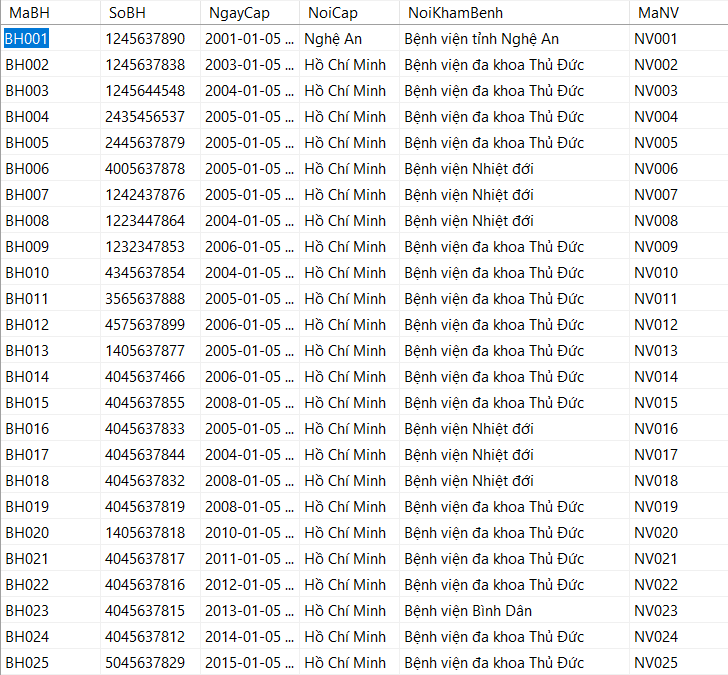 MaBH SoBH NgayCap NoiCap NoiKhamBenh MaNV
BH001 1245637890 2001-01-05 ... Nghệ An Bệnh viện tỉnh Nghệ An NV001
BH002 1245637838 2003-01-05 ... Hồ Chí Minh Bệnh viện đa khoa Thủ Đức NV002
BH003 1245644548 2004-01-05 ... Hồ Chí Minh Bệnh viện đa khoa Thủ Đức NV003
BH004 2435456537 2005-01-05 ... Hồ Chí Minh Bệnh viện đa khoa Thủ Đức NV004
BH005 2445637879 2005-01-05 ... Hồ Chí Minh Bệnh viện đa khoa Thủ Đức NV005
BH006 4005637878 2005-01-05 ... Hồ Chí Minh Bệnh viện Nhiệt đới NV006
BH007 1242437876 2005-01-05 ... Hồ Chí Minh Bệnh viện Nhiệt đới NV007
BH008 1223447864 2004-01-05 ... Hồ Chí Minh Bệnh viện Nhiệt đới NV008
BH009 1232347853 2006-01-05 ... Hồ Chí Minh Bệnh viện đa khoa Thủ Đức NV009
BH010 4345637854 2004-01-05 ... Hồ Chí Minh Bệnh viện đa khoa Thủ Đức NV010
BH011 3565637888 2005-01-05 ... Hồ Chí Minh Bệnh viện đa khoa Thủ Đức NV011
BH012 4575637899 2006-01-05 ... Hồ Chí Minh Bệnh viện đa khoa Thủ Đức NV012
BH013 1405637877 2005-01-05 ... Hồ Chí Minh Bệnh viện đa khoa Thủ Đức NV013
BH014 4045637466 2006-01-05 ... Hồ Chí Minh Bệnh viện đa khoa Thủ Đức NV014
BH015 4045637855 2008-01-05 ... Hồ Chí Minh Bệnh viện đa khoa Thủ Đức NV015
BH016 4045637833 2005-01-05 ... Hồ Chí Minh Bệnh viện Nhiệt đới NV016
BH017 4045637844 2004-01-05 ... Hồ Chí Minh Bệnh viện Nhiệt đới NV017
BH018 4045637832 2008-01-05 ... Hồ Chí Minh Bệnh viện Nhiệt đới NV018
BH019 4045637819 2008-01-05 ... Hồ Chí Minh Bệnh viện đa khoa Thủ Đức NV019
BH020 1405637818 2010-01-05 ... Hồ Chí Minh Bệnh viện đa khoa Thủ Đức NV020
BH021 4045637817 2011-01-05 ... Hồ Chí Minh Bệnh viện đa khoa Thủ Đức NV021
BH022 4045637816 2012-01-05 ... Hồ Chí Minh Bệnh viện đa khoa Thủ Đức NV022
BH023 4045637815 2013-01-05 ... Hồ Chí Minh Bệnh viện Bình Dân NV023
BH024 4045637812 2014-01-05 ... Hồ Chí Minh Bệnh viện đa khoa Thủ Đức NV024
BH025 5045637829 2015-01-05 ... Hồ Chí Minh Bệnh viện đa khoa Thủ Đức NV025